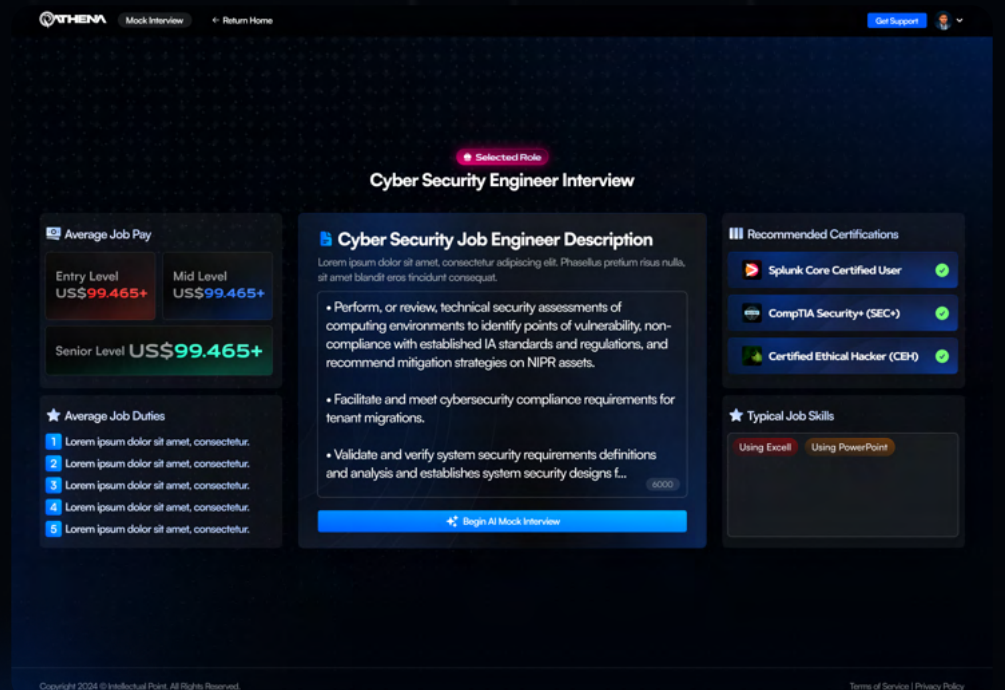 ATHENA
Mock Interview
← Return Home
Get Support
Selected Role
Cyber Security Engineer Interview
Average Job Pay
Entry Level
US$99.465+
Mid Level
US$99.465+
Senior Level US$99.465+
Average Job Duties
1 Lorem ipsum dolor sit amet, consectetur.
2 Lorem ipsum dolor sit amet, consectetur.
3 Lorem ipsum dolor sit amet, consectetur.
4 Lorem ipsum dolor sit amet, consectetur.
5 Lorem ipsum dolor sit amet, consectetur.
Cyber Security Job Engineer Description
Lorem ipsum dolor sit amet, consectetur adipiscing elit. Phasellus pretium risus nulla,
sit amet blandit eros tincidunt consequat.
• Perform, or review, technical security assessments of
computing environments to identify points of vulnerability, non-
compliance with established IA standards and regulations, and
recommend mitigation strategies on NIPR assets.
• Facilitate and meet cybersecurity compliance requirements for
tenant migrations.
• Validate and verify system security requirements definitions
and analysis and establishes system security designs f...
6000
Begin AI Mock Interview
Recommended Certifications
Splunk Core Certified User
CompTIA Security+ (SEC+)
Certified Ethical Hacker (CEH)
Typical Job Skills
Using Excell
Using PowerPoint
Copyright 2024 © Intellectual Point. All Rights Reserved.
Terms of Service | Privacy Policy